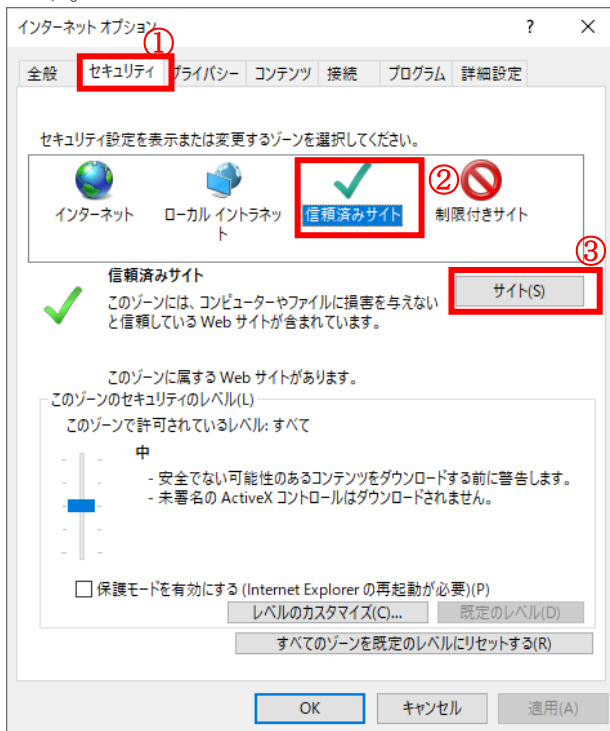 インターネット オプション ? ×
①
全般 セキュリティ プライバシー コンテンツ 接続 プログラム 詳細設定
セキュリティ設定を表示または変更するゾーンを選択してください。
②
インターネット ローカル イントラネッ 信頼済みサイト 制限付きサイト
ト
③
信頼済みサイト
サイト(S)
このゾーンには、コンピューターやファイルに損害を与えない
と信頼している Web サイトが含まれています。
このゾーンに属する Web サイトがあります。
このゾーンのセキュリティのレベル(L)
このゾーンで許可されているレベル: すべて
中
- 安全でない可能性のあるコンテンツをダウンロードする前に警告します。
- 未署名の ActiveX コントロールはダウンロードされません。
保護モードを有効にする (Internet Explorer の再起動が必要)(P)
レベルのカスタマイズ(C)... 既定のレベル(D)
すべてのゾーンを既定のレベルにリセットする(R)
OK キャンセル 適用(A)